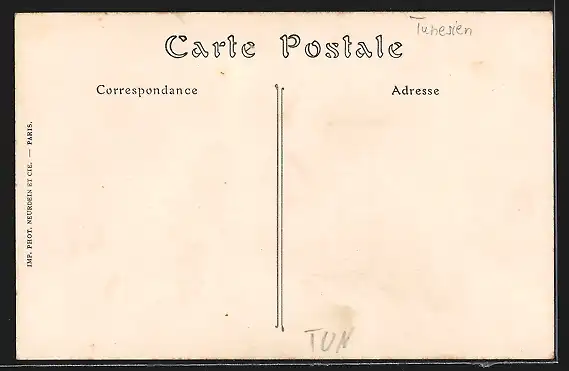 Tunesien
Carte Postale
Correspondance
Adresse
IMP. PHOT. NEURDEIN ET CIE. — PARIS.
TUN